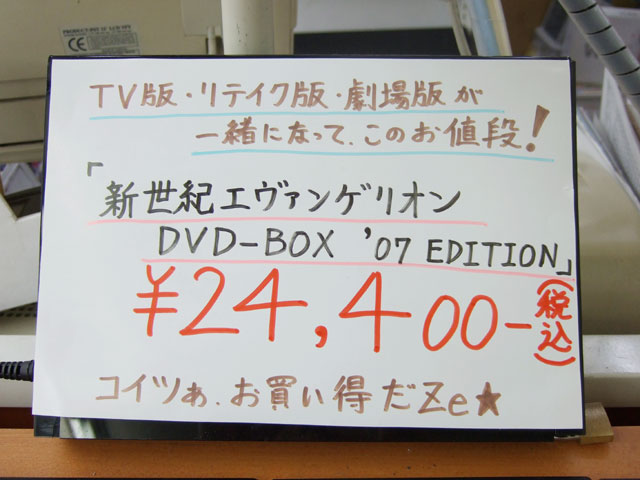 TV版・リテイク版・劇場版が
一緒になって、このお値段!
「新世紀エヴァンゲリオン
DVD-BOX '07 EDITION」
¥24,400-(税込)
コイツぁ、お買い得だZe★
CE